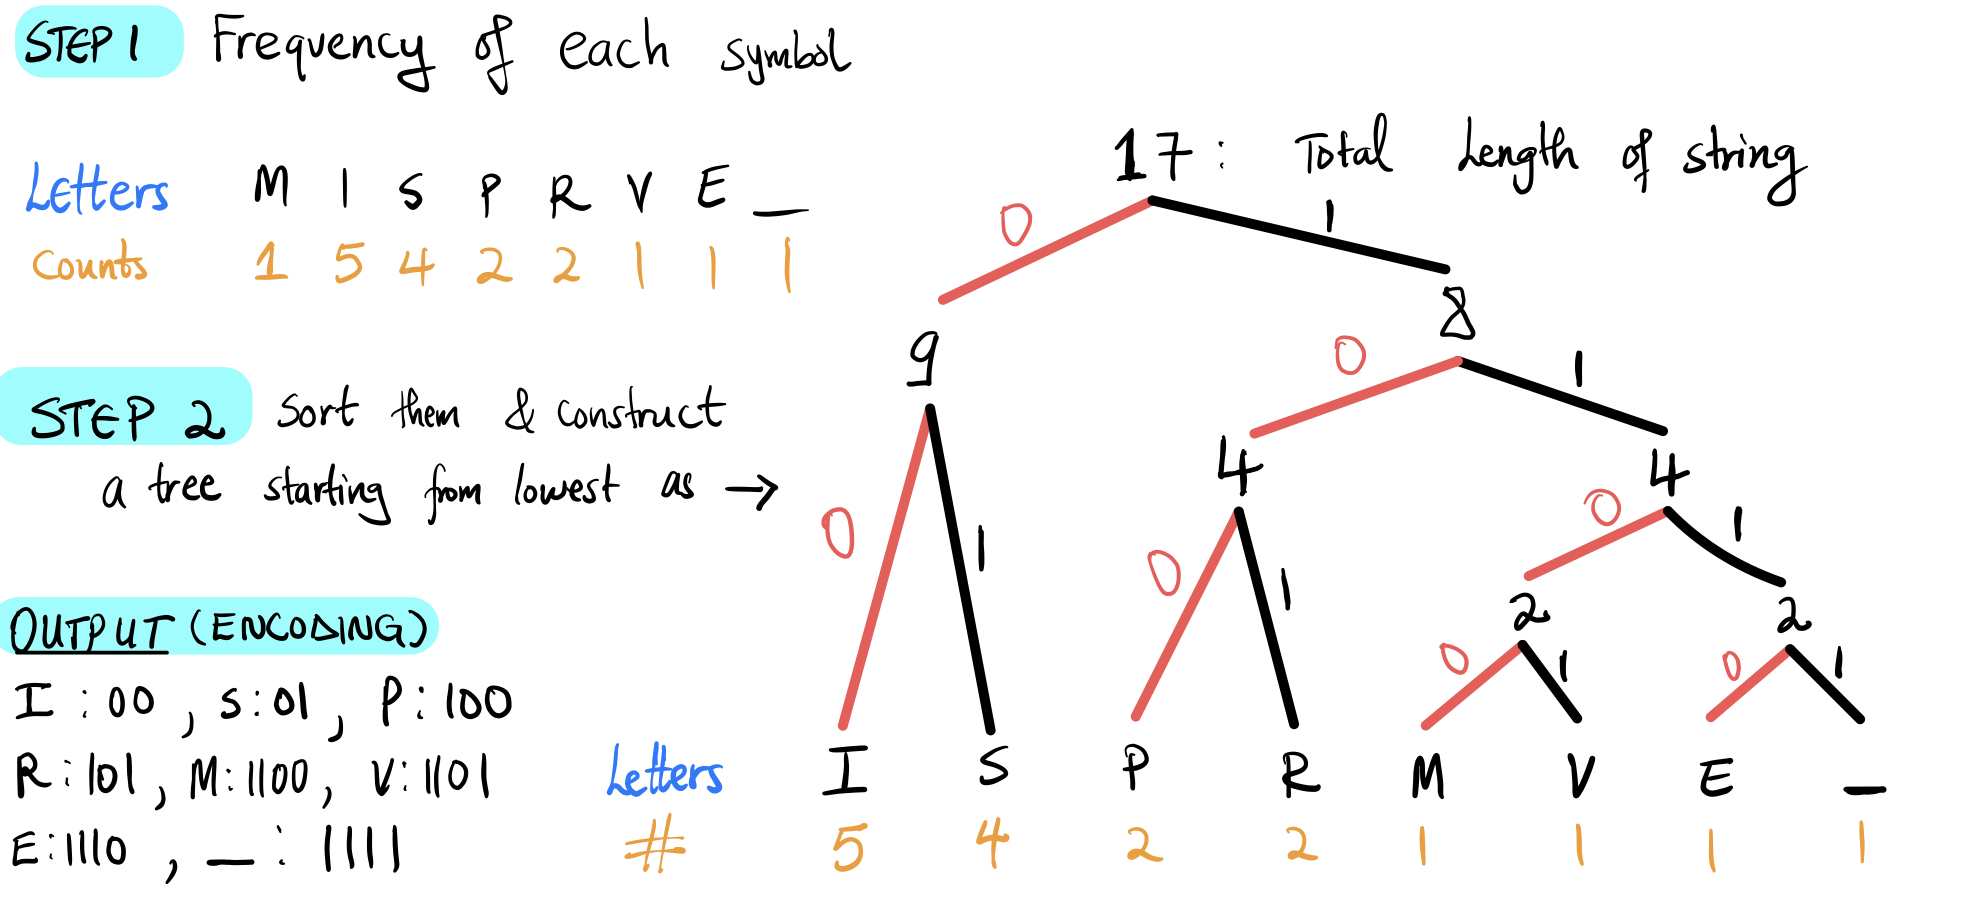 STEP 1 Frequency of each symbol
Letters M I S P R V E _
Counts 1 5 4 2 2 1 1 1
STEP 2 Sort them & construct
a tree starting from lowest as →
OUTPUT (ENCODING)
I : 00 , S : 01 , P : 100
R : 101 , M : 1100 , V : 1101
E : 1110 , _ : 1111
17 : Total Length of string
0 1
9 8
0 1
4 4
0 1 0 1 0 1
2 2
0 1 0 1
Letters I S P R M V E _
# 5 4 2 2 1 1 1 1